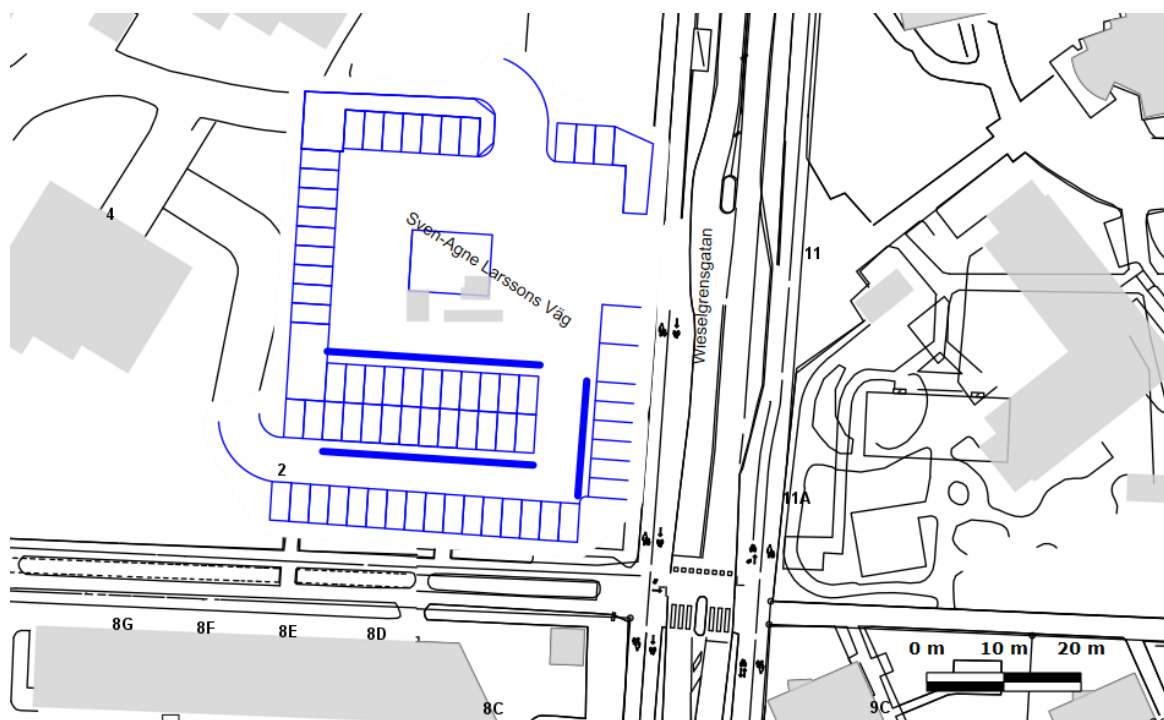 4
Sven-Agne Larssons Väg
Wieselgrensgatan
11
2
11A
8G
8F
8E
8D
0 m
10 m
20 m
8C
9C